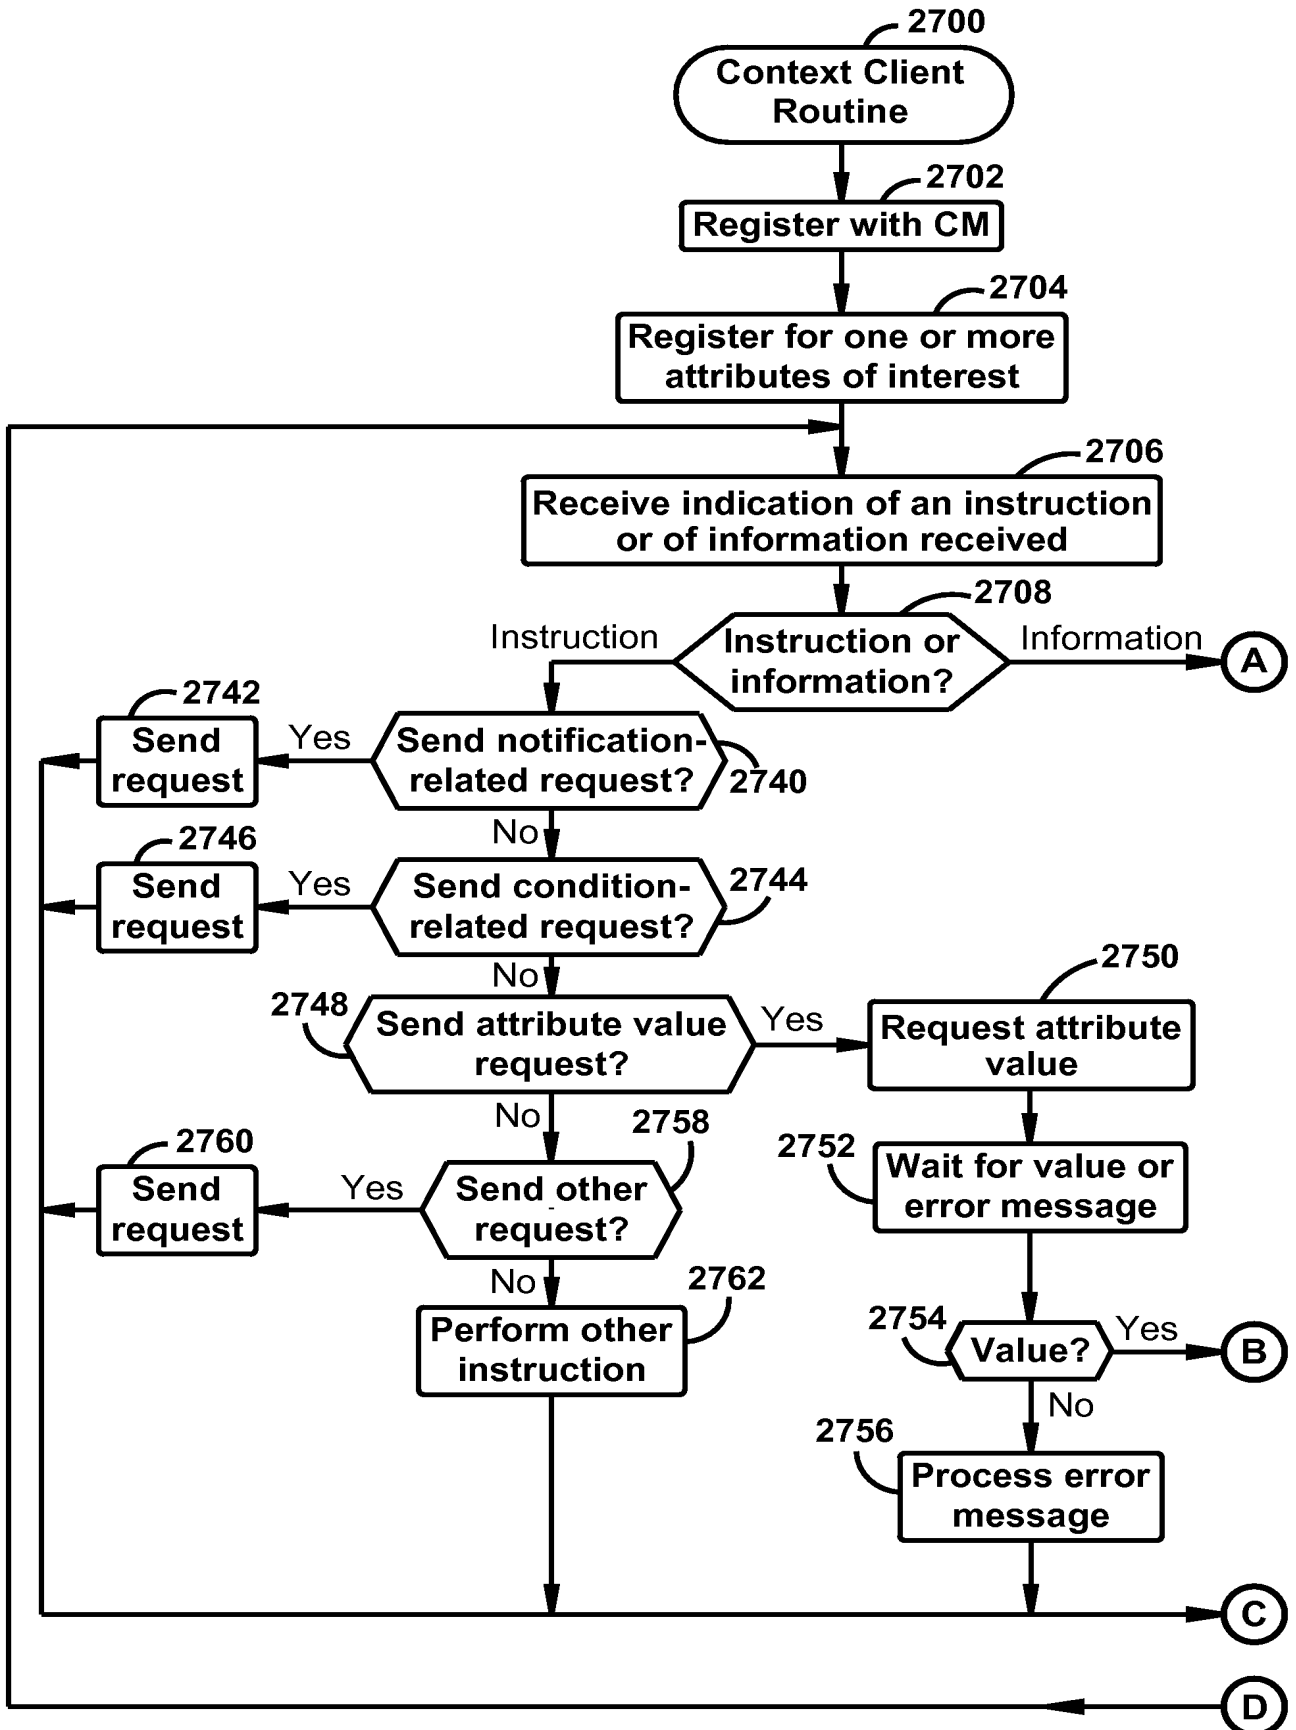 2700
Context Client
Routine
2702
Register with CM
2704
Register for one or more
attributes of interest
2706
Receive indication of an instruction
or of information received
2708
Instruction
Instruction or
information?
Information
A
2742
Send
request
Yes
Send notification-
related request?
2740
No
2746
Send
request
Yes
Send condition-
related request?
2744
No
2748
Send attribute value
request?
Yes
2750
Request attribute
value
No
2752
Wait for value or
error message
2758
2760
Send
request
Yes
Send other
request?
No
2762
Perform other
instruction
2754
Value?
Yes
B
No
2756
Process error
message
C
D